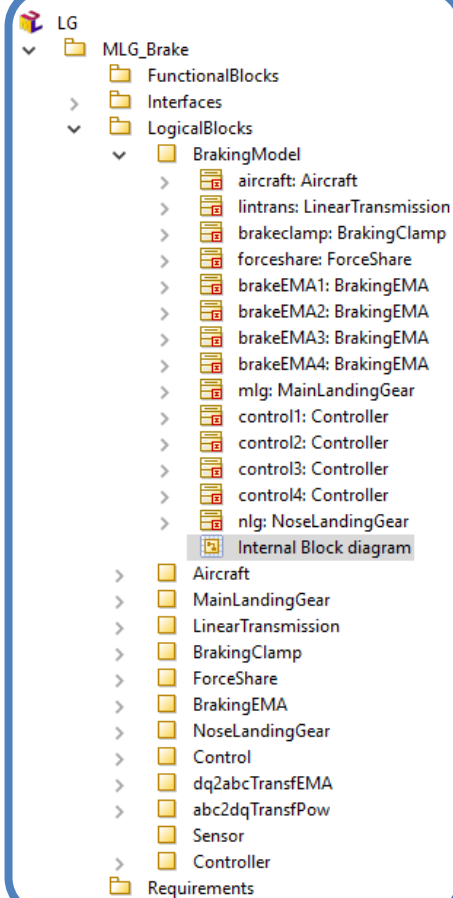 LG
MLG_Brake
FunctionalBlocks
Interfaces
LogicalBlocks
BrakingModel
aircraft: Aircraft
lintrans: LinearTransmission
brakeclamp: BrakingClamp
forceshare: ForceShare
brakeEMA1: BrakingEMA
brakeEMA2: BrakingEMA
brakeEMA3: BrakingEMA
brakeEMA4: BrakingEMA
mlg: MainLandingGear
control1: Controller
control2: Controller
control3: Controller
control4: Controller
nlg: NoseLandingGear
Internal Block diagram
Aircraft
MainLandingGear
LinearTransmission
BrakingClamp
ForceShare
BrakingEMA
NoseLandingGear
Control
dq2abcTransfEMA
abc2dqTransfPow
Sensor
Controller
Requirements